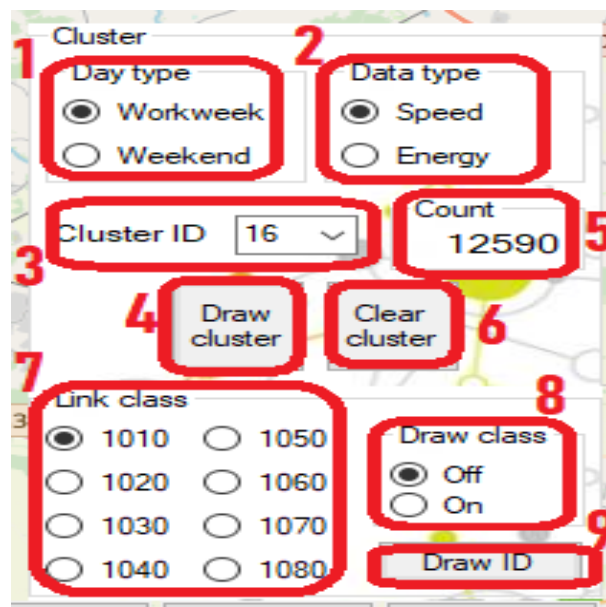 Cluster
1 Day type
2 Data type
Workweek
Speed
Weekend
Energy
3 Cluster ID 16
Count 5
12590
4 Draw cluster
Clear cluster 6
7 Link class
8
1010 1050
Draw class
1020 1060
Off
On
1030 1070
1040 1080
Draw ID 9
3